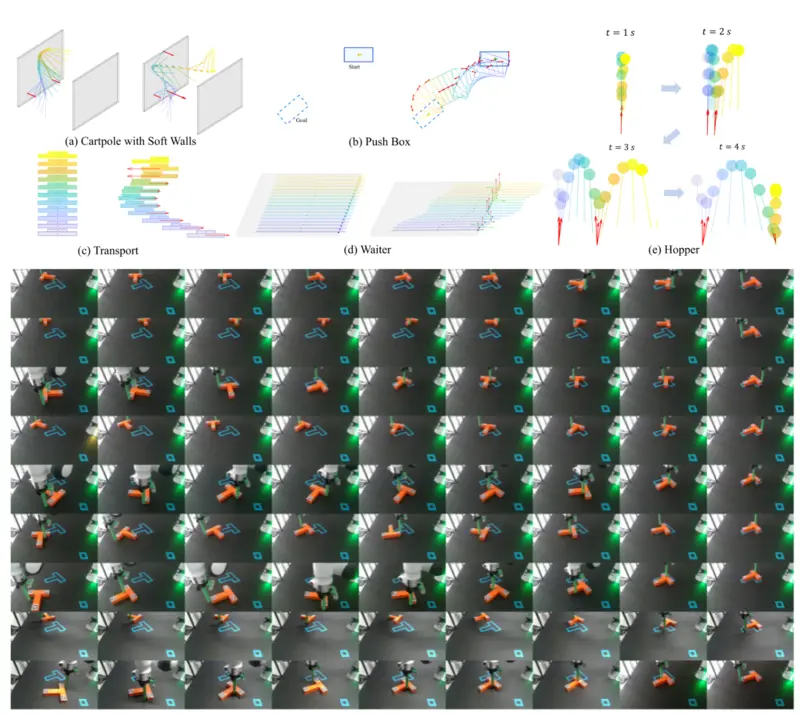 t = 1 s
t = 2 s
Start
Goal
(a) Cartpole with Soft Walls
(b) Push Box
t = 3 s
t = 4 s
(c) Transport
(d) Waiter
(e) Hopper